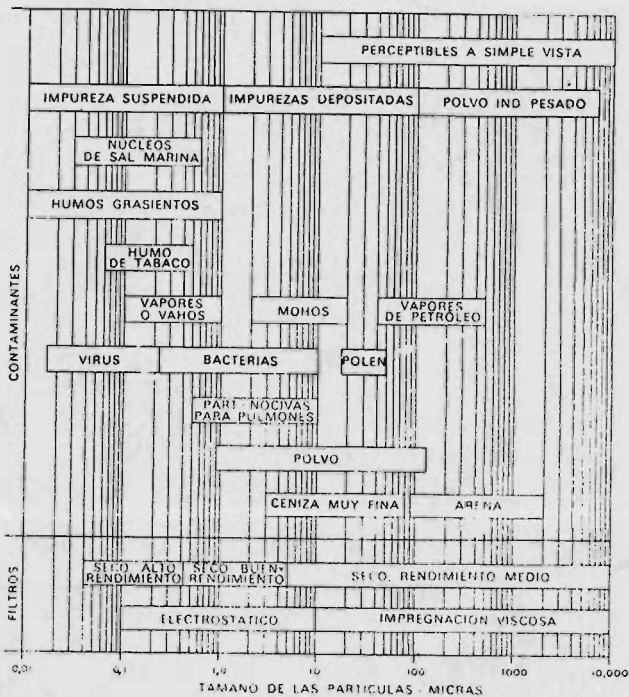 PERCEPTIBLES A SIMPLE VISTA
IMPUREZA SUSPENDIDA
IMPUREZAS DEPOSITADAS
POLVO IND PESADO
NUCLEOS
DE SAL MARINA
HUMOS GRASIENTOS
HUMO
DE TABACO
VAPORES
O VAHOS
MOHOS
VAPORES
DE PETRÓLEO
VIRUS
BACTERIAS
POLEN
PART. NOCIVAS
PARA PULMONES
POLVO
CENIZA MUY FINA
ARENA
CONTAMINANTES
SECO ALTO
RENDIMIENTO
SECO BUEN
RENDIMIENTO
SECO. RENDIMIENTO MEDIO
ELECTROSTATICO
IMPREGNACION VISCOSA
FILTROS
0,01 0,1 1,0 10 100 1000 10,000
TAMANO DE LAS PARTICULAS - MICRAS